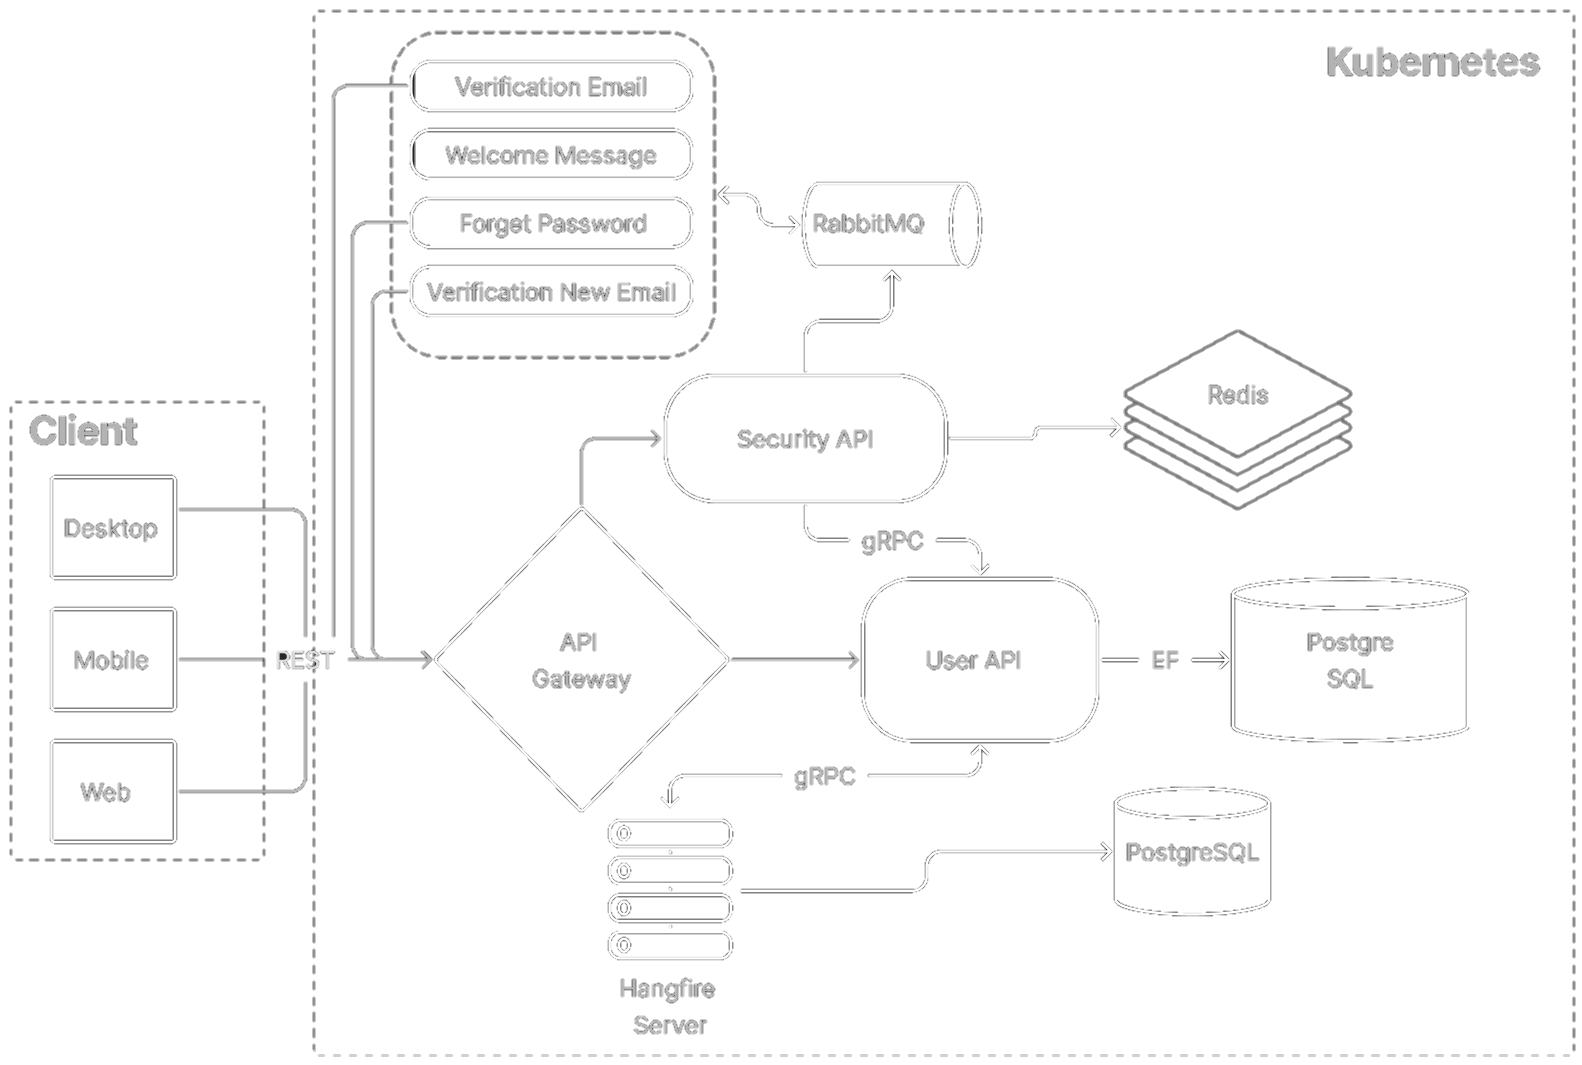 Kubernetes
Verification Email
Welcome Message
Forget Password
Verification New Email
RabbitMQ
Redis
Client
Security API
Desktop
gRPC
Mobile
REST
API
Gateway
User API
EF
Postgre
SQL
Web
gRPC
PostgreSQL
Hangfire
Server